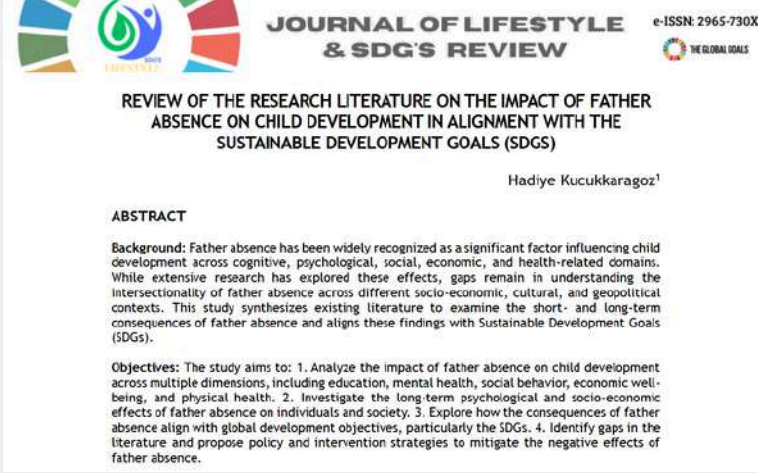 JOURNAL OF LIFESTYLE
& SDG'S REVIEW
e-ISSN: 2965-730X
THE GLOBAL GOALS
SDG'S
LIFESTYLE
REVIEW OF THE RESEARCH LITERATURE ON THE IMPACT OF FATHER
ABSENCE ON CHILD DEVELOPMENT IN ALIGNMENT WITH THE
SUSTAINABLE DEVELOPMENT GOALS (SDGS)
Hadiye Kucukkaragoz¹
ABSTRACT
Background: Father absence has been widely recognized as a significant factor influencing child
development across cognitive, psychological, social, economic, and health-related domains.
While extensive research has explored these effects, gaps remain in understanding the
intersectionality of father absence across different socio-economic, cultural, and geopolitical
contexts. This study synthesizes existing literature to examine the short- and long-term
consequences of father absence and aligns these findings with Sustainable Development Goals
(SDGs).
Objectives: The study aims to: 1. Analyze the impact of father absence on child development
across multiple dimensions, including education, mental health, social behavior, economic well-
being, and physical health. 2. Investigate the long-term psychological and socio-economic
effects of father absence on individuals and society. 3. Explore how the consequences of father
absence align with global development objectives, particularly the SDGs. 4. Identify gaps in the
literature and propose policy and intervention strategies to mitigate the negative effects of
father absence.